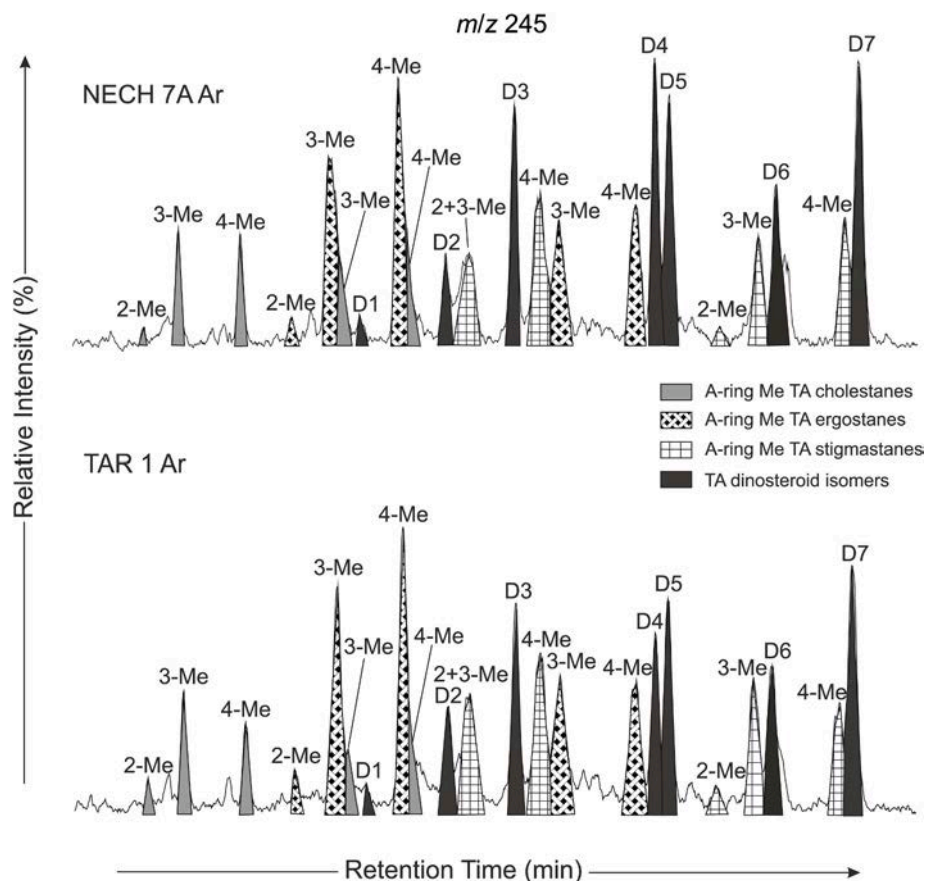 m/z 245
NECH 7A Ar
2-Me
3-Me
4-Me
2-Me
3-Me
3-Me
D1
4-Me
4-Me
D2
2+3-Me
D3
4-Me
3-Me
4-Me
D4
D5
2-Me
3-Me
D6
4-Me
D7
A-ring Me TA cholestanes
A-ring Me TA ergostanes
A-ring Me TA stigmastanes
TA dinosteroid isomers
TAR 1 Ar
2-Me
3-Me
4-Me
2-Me
3-Me
3-Me
D1
4-Me
4-Me
D2
2+3-Me
D3
4-Me
3-Me
4-Me
D4
D5
2-Me
3-Me
D6
4-Me
D7
Relative Intensity (%)
Retention Time (min)